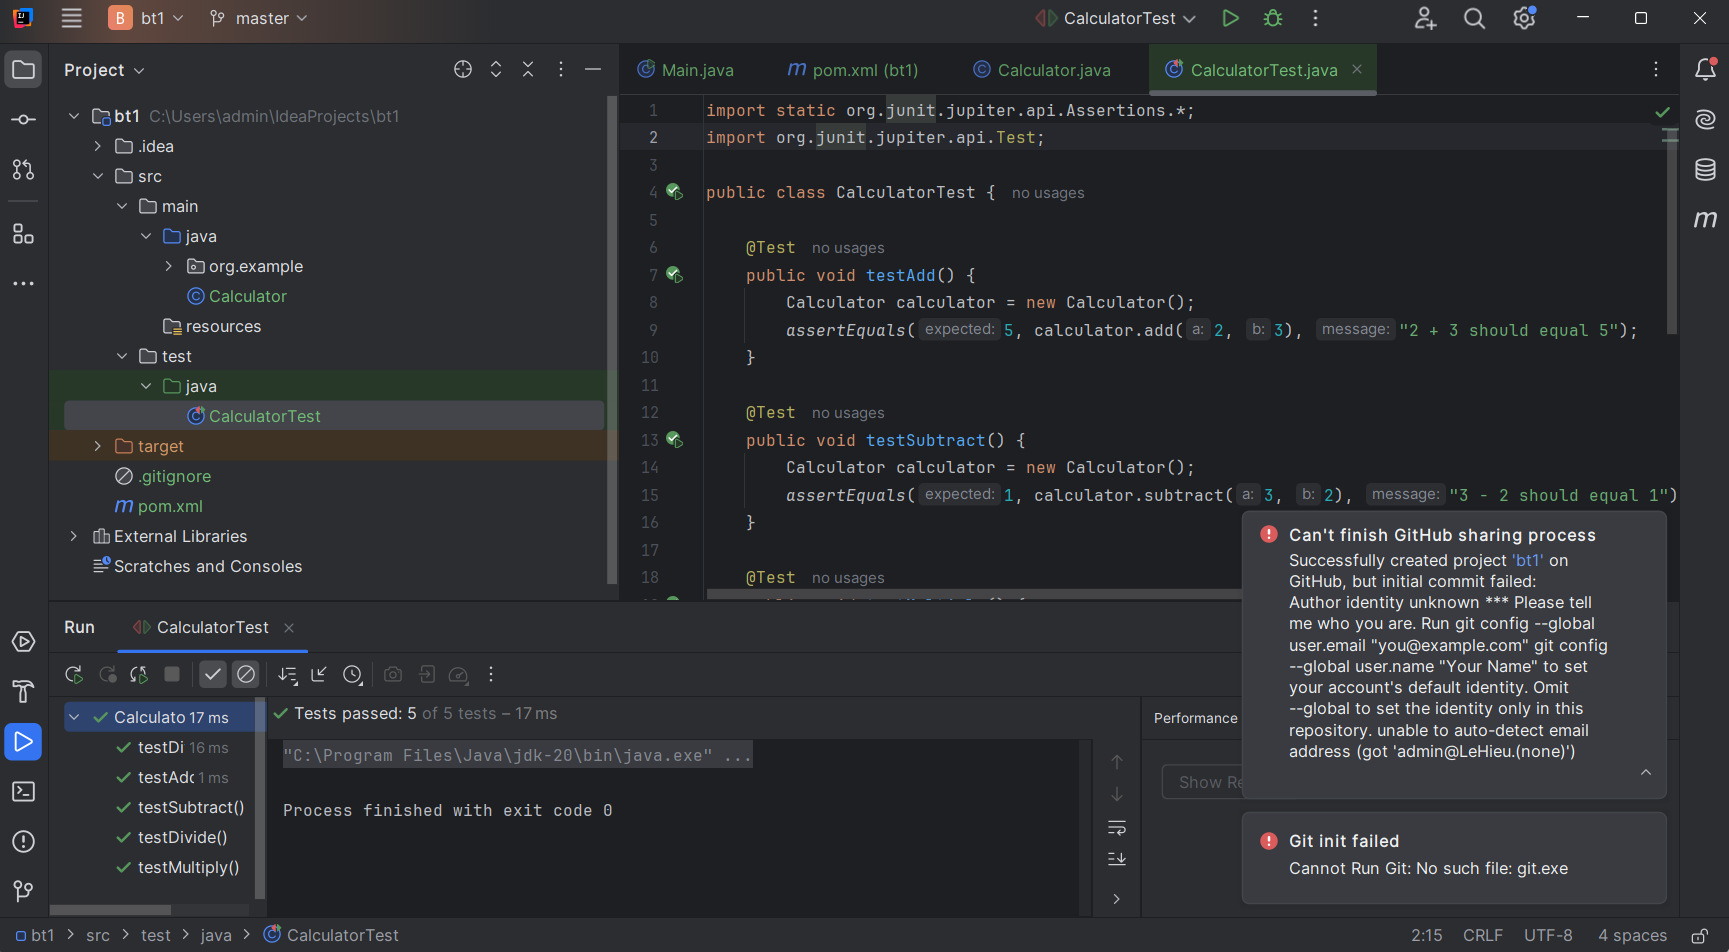 B bt1 master CalculatorTest
Project
Main.java m pom.xml (bt1) Calculator.java CalculatorTest.java
bt1 C:\Users\admin\IdeaProjects\bt1
.idea
src
main
java
org.example
Calculator
resources
test
java
CalculatorTest
target
.gitignore
m pom.xml
External Libraries
Scratches and Consoles
1 import static org.junit.jupiter.api.Assertions.*;
2 import org.junit.jupiter.api.Test;
3
4 public class CalculatorTest { no usages
5
6 @Test no usages
7 public void testAdd() {
8 Calculator calculator = new Calculator();
9 assertEquals( expected: 5, calculator.add( a: 2, b: 3), message: "2 + 3 should equal 5");
10 }
11
12 @Test no usages
13 public void testSubtract() {
14 Calculator calculator = new Calculator();
15 assertEquals( expected: 1, calculator.subtract( a: 3, b: 2), message: "3 - 2 should equal 1")
16 }
17
18 @Test no usages
m
Run CalculatorTest
Calculato 17 ms
testDi 16 ms
testAdd 1 ms
testSubtract()
testDivide()
testMultiply()
Tests passed: 5 of 5 tests – 17 ms
"C:\Program Files\Java\jdk-20\bin\java.exe" ...
Process finished with exit code 0
Performance
Show Re
Can't finish GitHub sharing process
Successfully created project 'bt1' on
GitHub, but initial commit failed:
Author identity unknown *** Please tell
me who you are. Run git config --global
user.email "you@example.com" git config
--global user.name "Your Name" to set
your account's default identity. Omit
--global to set the identity only in this
repository. unable to auto-detect email
address (got 'admin@LeHieu.(none)')
Git init failed
Cannot Run Git: No such file: git.exe
bt1 > src > test > java > CalculatorTest
2:15 CRLF UTF-8 4 spaces